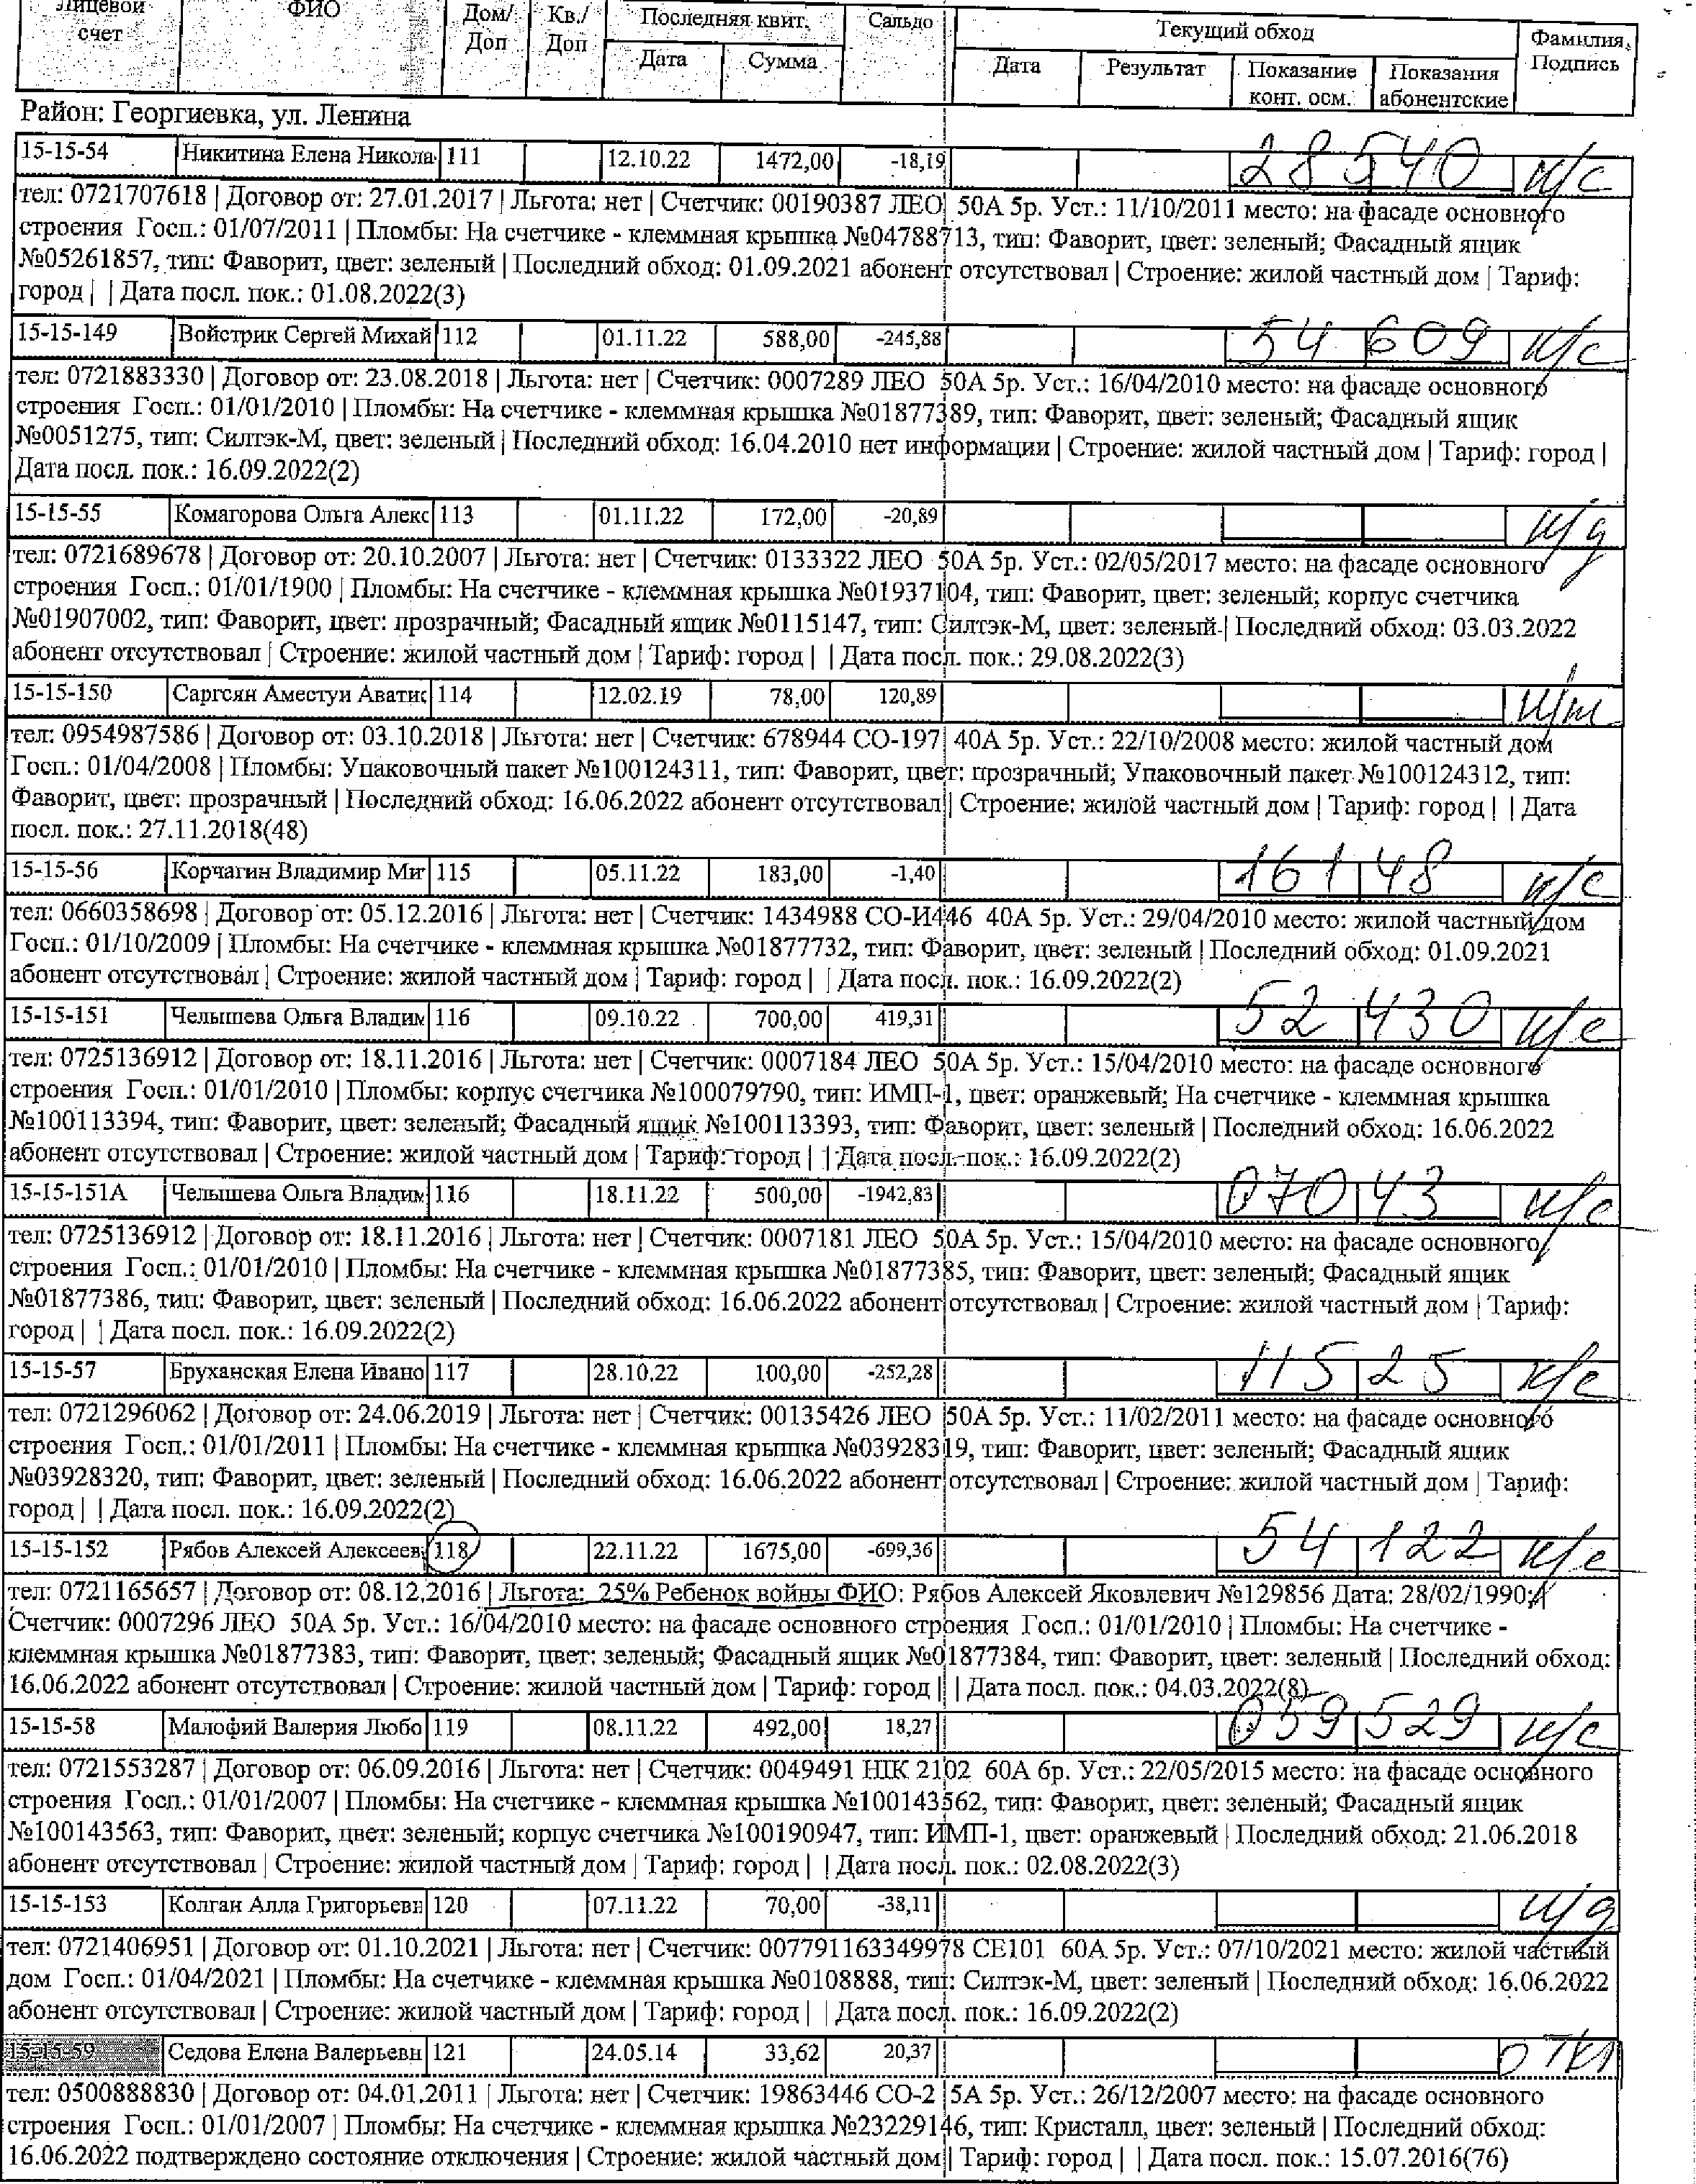 Лицевой счет ФИО Дом/Доп Кв./Доп Последняя квит. Дата Сумма Сальдо Текущий обход Дата Результат Показание конт. осм. Показания абонентские Фамилия, Подпись
Район: Георгиевка, ул. Ленина
15-15-54 Никитина Елена Никола 111 12.10.22 1472,00 -18,19 28540 н/с
тел: 0721707618 | Договор от: 27.01.2017 | Льгота: нет | Счетчик: 00190387 ЛЕО 50А 5р. Уст.: 11/10/2011 место: на фасаде основного
строения Госп.: 01/07/2011 | Пломбы: На счетчике - клеммная крышка №04788713, тип: Фаворит, цвет: зеленый; Фасадный ящик
№05261857, тип: Фаворит, цвет: зеленый | Последний обход: 01.09.2021 абонент отсутствовал | Строение: жилой частный дом | Тариф:
город | | Дата посл. пок.: 01.08.2022(3)
15-15-149 Войстрик Сергей Михай 112 01.11.22 588,00 -245,88 54609 н/с
тел: 0721883330 | Договор от: 23.08.2018 | Льгота: нет | Счетчик: 0007289 ЛЕО 50А 5р. Уст.: 16/04/2010 место: на фасаде основного
строения Госп.: 01/01/2010 | Пломбы: На счетчике - клеммная крышка №01877389, тип: Фаворит, цвет: зеленый; Фасадный ящик
№0051275, тип: Силтэк-М, цвет: зеленый | Последний обход: 16.04.2010 нет информации | Строение: жилой частный дом | Тариф: город |
Дата посл. пок.: 16.09.2022(2)
15-15-55 Комагорова Ольга Алекс 113 01.11.22 172,00 -20,89 н/д
тел: 0721689678 | Договор от: 20.10.2007 | Льгота: нет | Счетчик: 0133322 ЛЕО 50А 5р. Уст.: 02/05/2017 место: на фасаде основного
строения Госп.: 01/01/1900 | Пломбы: На счетчике - клеммная крышка №01937104, тип: Фаворит, цвет: зеленый; корпус счетчика
№01907002, тип: Фаворит, цвет: прозрачный; Фасадный ящик №0115147, тип: Силтэк-М, цвет: зеленый | Последний обход: 03.03.2022
абонент отсутствовал | Строение: жилой частный дом | Тариф: город | | Дата посл. пок.: 29.08.2022(3)
15-15-150 Саргсян Аместуи Аватис 114 12.02.19 78,00 120,89
тел: 0954987586 | Договор от: 03.10.2018 | Льгота: нет | Счетчик: 678944 СО-197 40А 5р. Уст.: 22/10/2008 место: жилой частный дом
Госп.: 01/04/2008 | Пломбы: Упаковочный пакет №100124311, тип: Фаворит, цвет: прозрачный; Упаковочный пакет №100124312, тип:
Фаворит, цвет: прозрачный | Последний обход: 16.06.2022 абонент отсутствовал | Строение: жилой частный дом | Тариф: город | | Дата
посл. пок.: 27.11.2018(48)
15-15-56 Корчагин Владимир Мит 115 05.11.22 183,00 -1,40 16148 н/с
тел: 0660358698 | Договор от: 05.12.2016 | Льгота: нет | Счетчик: 1434988 СО-И446 40А 5р. Уст.: 29/04/2010 место: жилой частный дом
Госп.: 01/10/2009 | Пломбы: На счетчике - клеммная крышка №01877732, тип: Фаворит, цвет: зеленый | Последний обход: 01.09.2021
абонент отсутствовал | Строение: жилой частный дом | Тариф: город | | Дата посл. пок.: 16.09.2022(2)
15-15-151 Челышева Ольга Владим 116 09.10.22 700,00 419,31 52430 н/с
тел: 0725136912 | Договор от: 18.11.2016 | Льгота: нет | Счетчик: 0007184 ЛЕО 50А 5р. Уст.: 15/04/2010 место: на фасаде основного
строения Госп.: 01/01/2010 | Пломбы: корпус счетчика №100079790, тип: ИМП-1, цвет: оранжевый; На счетчике - клеммная крышка
№100113394, тип: Фаворит, цвет: зеленый; Фасадный ящик №100113393, тип: Фаворит, цвет: зеленый | Последний обход: 16.06.2022
абонент отсутствовал | Строение: жилой частный дом | Тариф: город | | Дата посл. пок.: 16.09.2022(2)
15-15-151А Челышева Ольга Владим 116 18.11.22 500,00 -1942,83 07043 н/с
тел: 0725136912 | Договор от: 18.11.2016 | Льгота: нет | Счетчик: 0007181 ЛЕО 50А 5р. Уст.: 15/04/2010 место: на фасаде основного
строения Госп.: 01/01/2010 | Пломбы: На счетчике - клеммная крышка №01877385, тип: Фаворит, цвет: зеленый; Фасадный ящик
№01877386, тип: Фаворит, цвет: зеленый | Последний обход: 16.06.2022 абонент отсутствовал | Строение: жилой частный дом | Тариф:
город | | Дата посл. пок.: 16.09.2022(2)
15-15-57 Бруханская Елена Ивано 117 28.10.22 100,00 -252,28 11525 н/с
тел: 0721296062 | Договор от: 24.06.2019 | Льгота: нет | Счетчик: 00135426 ЛЕО 50А 5р. Уст.: 11/02/2011 место: на фасаде основного
строения Госп.: 01/01/2011 | Пломбы: На счетчике - клеммная крышка №03928319, тип: Фаворит, цвет: зеленый; Фасадный ящик
№03928320, тип: Фаворит, цвет: зеленый | Последний обход: 16.06.2022 абонент отсутствовал | Строение: жилой частный дом | Тариф:
город | | Дата посл. пок.: 16.09.2022(2)
15-15-152 Рябов Алексей Алексеев 118 22.11.22 1675,00 -699,36 54122 н/с
тел: 0721165657 | Договор от: 08.12.2016 | Льгота: 25% Ребенок войны ФИО: Рябов Алексей Яковлевич №129856 Дата: 28/02/1990 |
Счетчик: 0007296 ЛЕО 50А 5р. Уст.: 16/04/2010 место: на фасаде основного строения Госп.: 01/01/2010 | Пломбы: На счетчике -
клеммная крышка №01877383, тип: Фаворит, цвет: зеленый; Фасадный ящик №01877384, тип: Фаворит, цвет: зеленый | Последний обход:
16.06.2022 абонент отсутствовал | Строение: жилой частный дом | Тариф: город | | Дата посл. пок.: 04.03.2022(8)
15-15-58 Малофий Валерия Любо 119 08.11.22 492,00 18,27 059529 н/с
тел: 0721553287 | Договор от: 06.09.2016 | Льгота: нет | Счетчик: 0049491 НІК 2102 60А 6р. Уст.: 22/05/2015 место: на фасаде основного
строения Госп.: 01/01/2007 | Пломбы: На счетчике - клеммная крышка №100143562, тип: Фаворит, цвет: зеленый; Фасадный ящик
№100143563, тип: Фаворит, цвет: зеленый; корпус счетчика №100190947, тип: ИМП-1, цвет: оранжевый | Последний обход: 21.06.2018
абонент отсутствовал | Строение: жилой частный дом | Тариф: город | | Дата посл. пок.: 02.08.2022(3)
15-15-153 Колган Алла Григорьевн 120 07.11.22 70,00 -38,11 н/д
тел: 0721406951 | Договор от: 01.10.2021 | Льгота: нет | Счетчик: 007791163349978 СЕ101 60А 5р. Уст.: 07/10/2021 место: жилой частный
дом Госп.: 01/04/2021 | Пломбы: На счетчике - клеммная крышка №0108888, тип: Силтэк-М, цвет: зеленый | Последний обход: 16.06.2022
абонент отсутствовал | Строение: жилой частный дом | Тариф: город | | Дата посл. пок.: 16.09.2022(2)
15-15-59 Седова Елена Валерьевн 121 24.05.14 33,62 20,37 откл
тел: 0500888830 | Договор от: 04.01.2011 | Льгота: нет | Счетчик: 19863446 СО-2 5А 5р. Уст.: 26/12/2007 место: на фасаде основного
строения Госп.: 01/01/2007 | Пломбы: На счетчике - клеммная крышка №23229146, тип: Кристалл, цвет: зеленый | Последний обход:
16.06.2022 подтверждено состояние отключения | Строение: жилой частный дом | Тариф: город | | Дата посл. пок.: 15.07.2016(76)